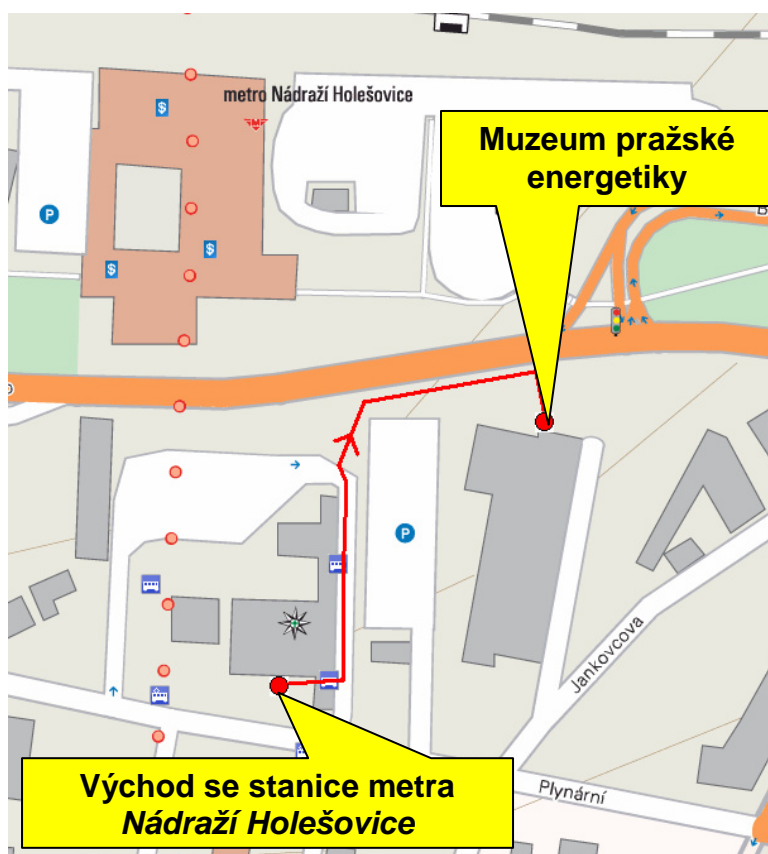 metro Nádraží Holešovice
Muzeum pražské
energetiky
P
$
$
$
B
P
Jankovcova
Plynární
Východ se stanice metra
Nádraží Holešovice